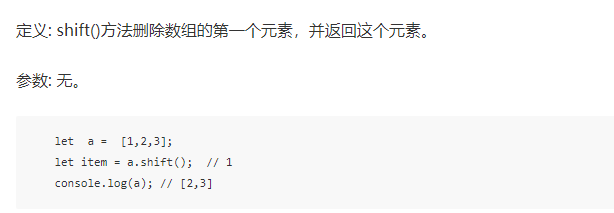 定义: shift()方法删除数组的第一个元素，并返回这个元素。
参数: 无。
let  a =  [1,2,3];
let item = a.shift();  // 1
console.log(a); // [2,3]